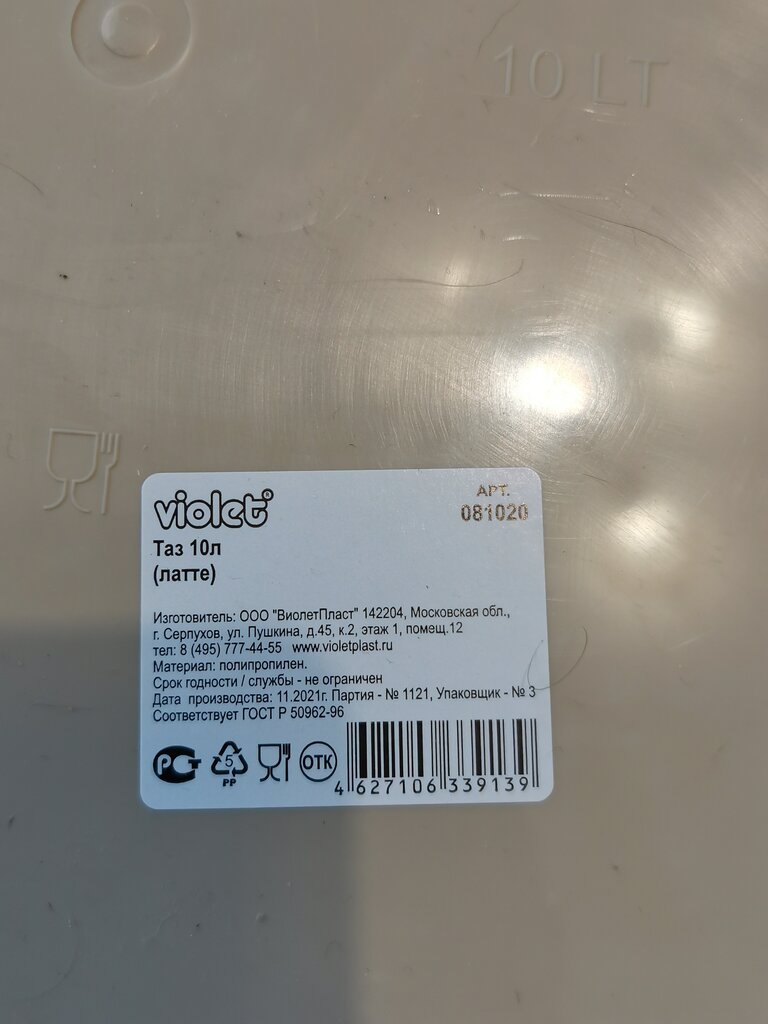 10 LT
violet®
АРТ.
081020
Таз 10л
(латте)
Изготовитель: ООО "ВиолетПласт" 142204, Московская обл.,
г. Серпухов, ул. Пушкина, д.45, к.2, этаж 1, помещ.12
тел: 8 (495) 777-44-55 www.violetplast.ru
Материал: полипропилен.
Срок годности / службы - не ограничен
Дата производства: 11.2021г. Партия - № 1121, Упаковщик - № 3
Соответствует ГОСТ Р 50962-96
РСТ
5
PP
ОТК
4 627106 339139